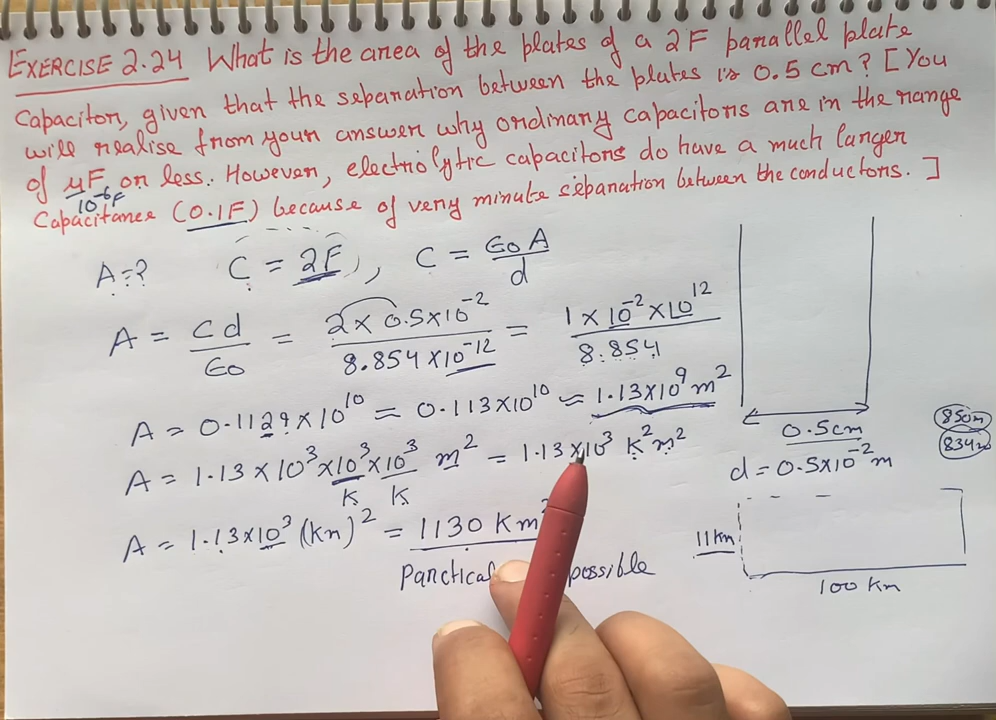 EXERCISE 2.24 What is the area of the plates of a 2F parallel plate
Capacitor, given that the separation between the plates is 0.5 cm? [You
will realise from your answer why ordinary capacitors are in the range
of μF or less. However, electrolytic capacitors do have a much larger
10⁻⁶F
Capacitance (0.1F) because of very minute separation between the conductors.]
A=? C = 2F, C = ϵ₀A/d
A = Cd/ϵ₀ = 2×0.5×10⁻²/8.854×10⁻¹² = 1×10⁻²×10¹²/8.854
A = 0.1129×10¹⁰ ≈ 0.113×10¹⁰ ≈ 1.13×10⁹ m²
A = 1.13×10³×10³×10³ m² = 1.13×10³ k²m²
K K
A = 1.13×10³ (km)² = 1130 Km
possible
0.5cm
d = 0.5×10⁻²m
850m
834m
11km
100 Km